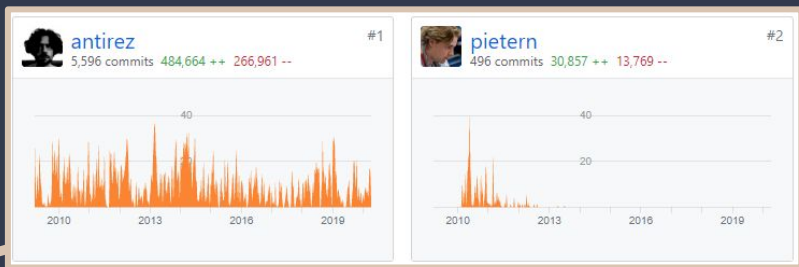 antirez #1
5,596 commits 484,664 ++ 266,961 --
40
2010 2013 2016 2019
pietern #2
496 commits 30,857 ++ 13,769 --
40
20
2010 2013 2016 2019